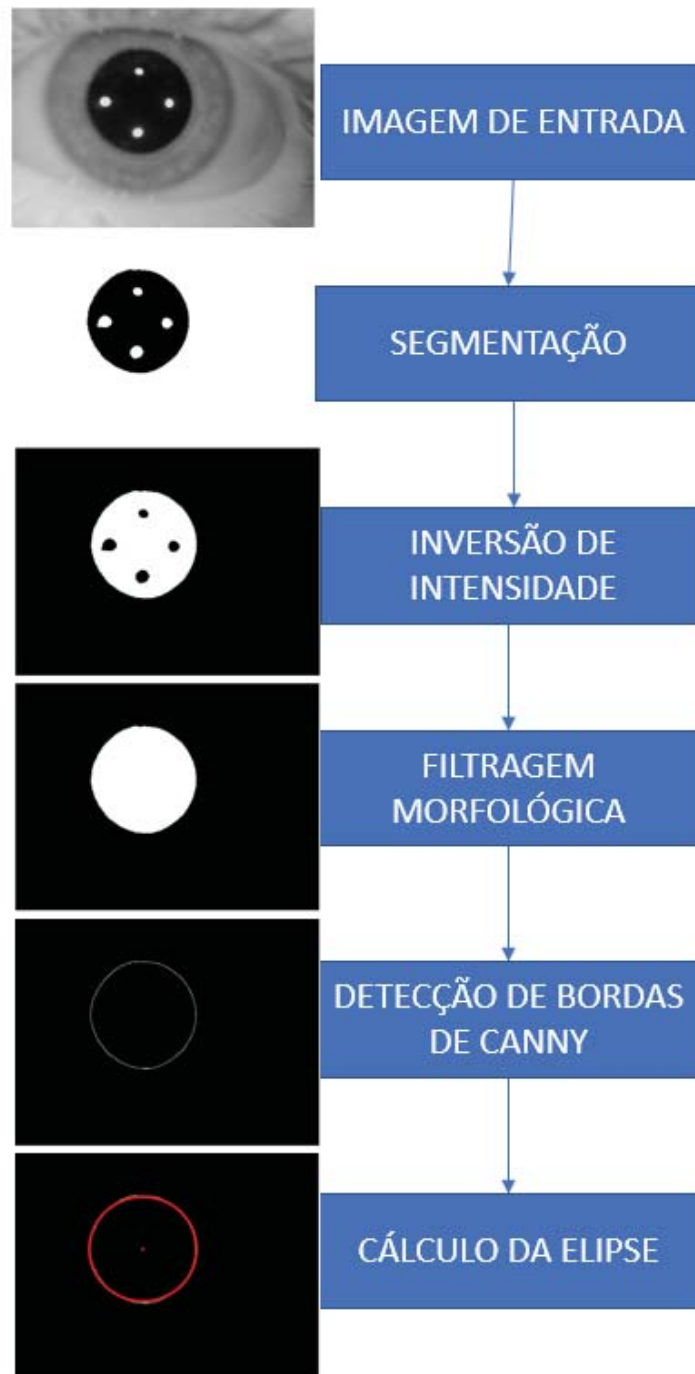 IMAGEM DE ENTRADA
SEGMENTAÇÃO
INVERSÃO DE
INTENSIDADE
FILTRAGEM
MORFOLÓGICA
DETECÇÃO DE BORDAS
DE CANNY
CÁLCULO DA ELIPSE